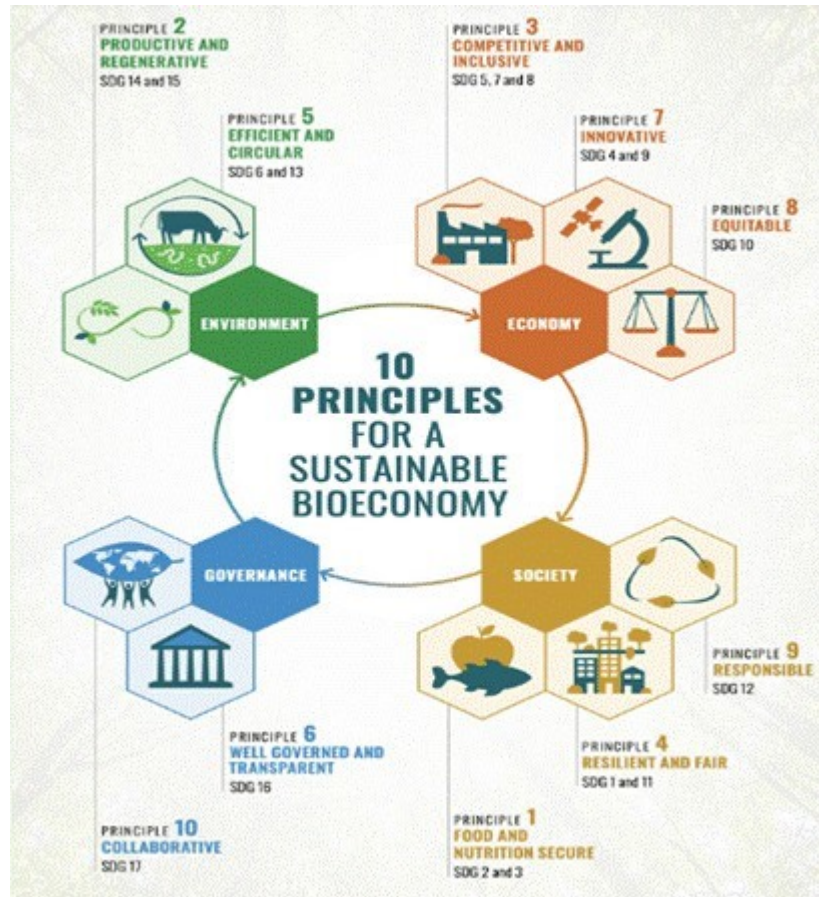 PRINCIPLE 2
PRODUCTIVE AND
REGENERATIVE
SDG 14 and 15
PRINCIPLE 5
EFFICIENT AND
CIRCULAR
SDG 6 and 13
PRINCIPLE 3
COMPETITIVE AND
INCLUSIVE
SDG 5, 7 and 8
PRINCIPLE 7
INNOVATIVE
SDG 4 and 9
PRINCIPLE 8
EQUITABLE
SDG 10
ENVIRONMENT
ECONOMY
10
PRINCIPLES
FOR A
SUSTAINABLE
BIOECONOMY
GOVERNANCE
SOCIETY
PRINCIPLE 9
RESPONSIBLE
SDG 12
PRINCIPLE 6
WELL GOVERNED AND
TRANSPARENT
SDG 16
PRINCIPLE 4
RESILIENT AND FAIR
SDG 1 and 11
PRINCIPLE 10
COLLABORATIVE
SDG 17
PRINCIPLE 1
FOOD AND
NUTRITION SECURE
SDG 2 and 3